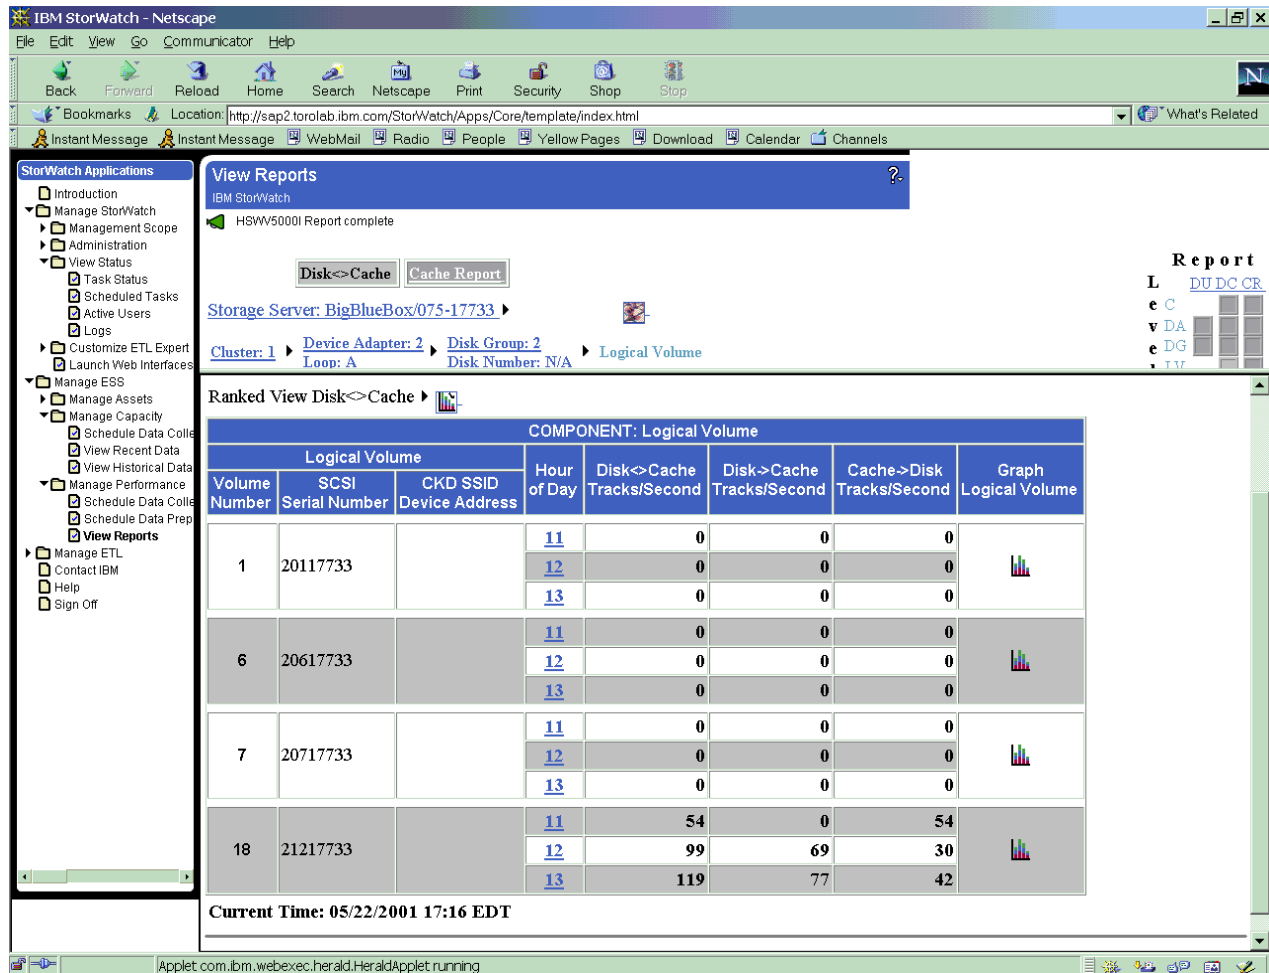 IBM StorWatch - Netscape
File Edit View Go Communicator Help
Back Forward Reload Home Search Netscape Print Security Shop Stop
My
N
Bookmarks Location: http://sap2.torolab.ibm.com/StorWatch/Apps/Core/template/index.html What's Related
Instant Message Instant Message WebMail Radio People Yellow Pages Download Calendar Channels
StorWatch Applications
Introduction
Manage StorWatch
Management Scope
Administration
View Status
Task Status
Scheduled Tasks
Active Users
Logs
Customize ETL Expert
Launch Web Interfaces
Manage ESS
Manage Assets
Manage Capacity
Schedule Data Colle
View Recent Data
View Historical Data
Manage Performance
Schedule Data Colle
Schedule Data Prep
View Reports
Manage ETL
Contact IBM
Help
Sign Off
View Reports
?
IBM StorWatch
HSWV5000I Report complete
Disk<>Cache Cache Report
Storage Server: BigBlueBox/075-17733
Cluster: 1 Device Adapter: 2 Disk Group: 2 Logical Volume
Loop: A Disk Number: N/A
Report
L DU DC CR
e C
v DA
e DG
l LV
Ranked View Disk<>Cache
COMPONENT: Logical Volume
Logical Volume Hour of Day Disk<>Cache Tracks/Second Disk->Cache Tracks/Second Cache->Disk Tracks/Second Graph Logical Volume
Volume Number SCSI Serial Number CKD SSID Device Address
1 20117733 11 0 0 0
12 0 0 0
13 0 0 0
6 20617733 11 0 0 0
12 0 0 0
13 0 0 0
7 20717733 11 0 0 0
12 0 0 0
13 0 0 0
18 21217733 11 54 0 54
12 99 69 30
13 119 77 42
Current Time: 05/22/2001 17:16 EDT
Applet com.ibm.webexec.herald.HeraldApplet running